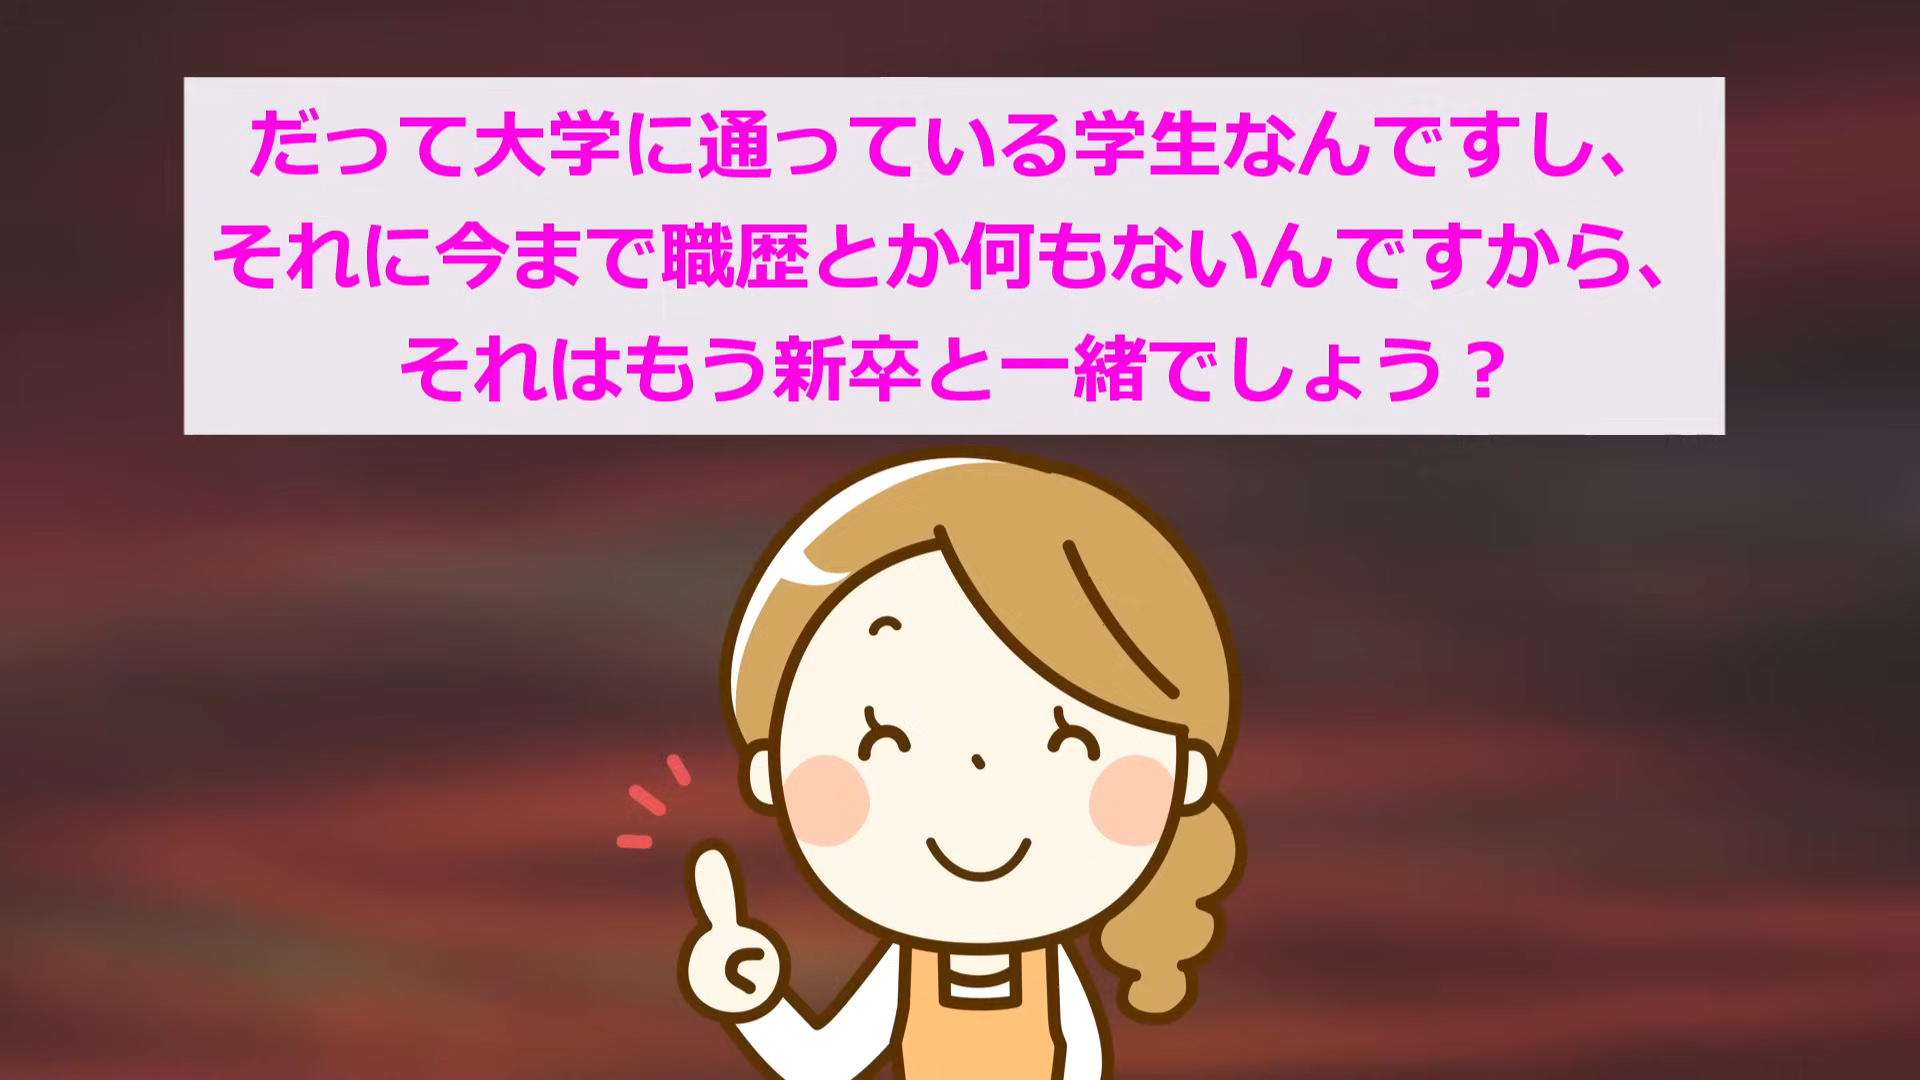 だって大学に通っている学生なんですし、
それに今まで職歴とか何もないんですから、
それはもう新卒と一緒でしょう？